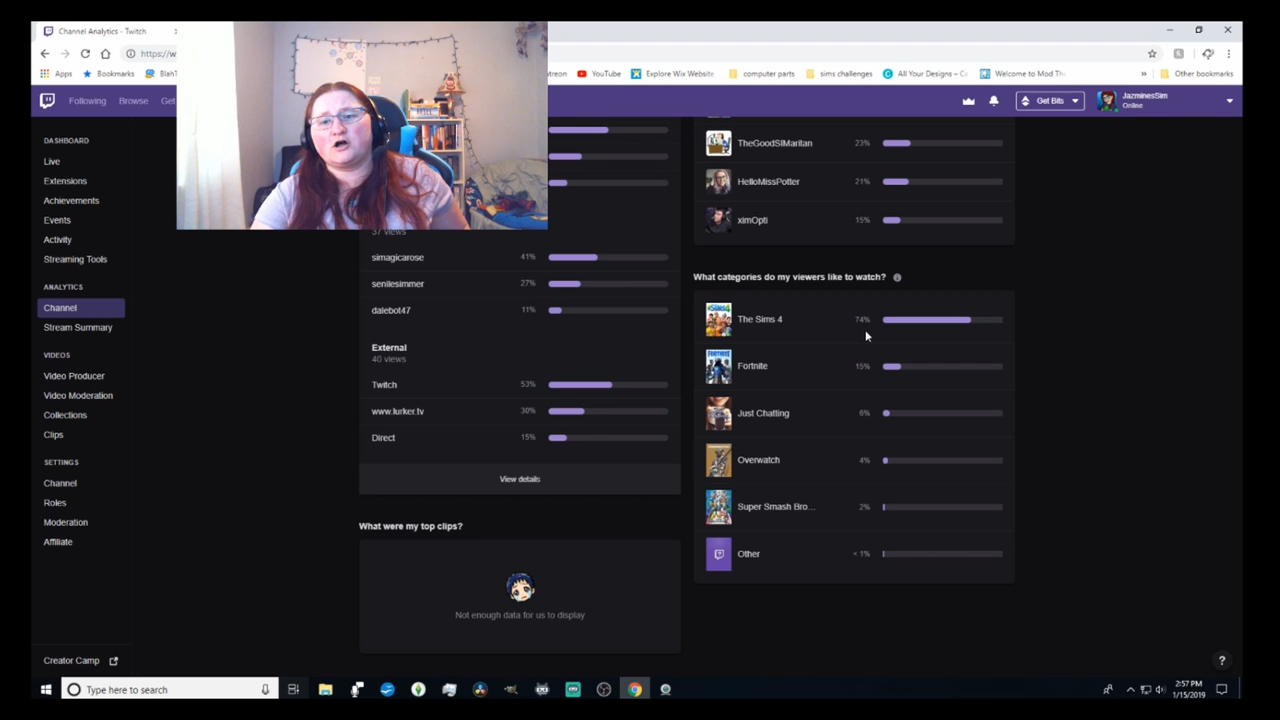 Channel Analytics - Twitch
https://w
Apps Bookmarks BlahT
YouTube Explore Wix Website computer parts sims challenges All Your Designs – C Welcome to Mod Th » Other bookmarks
Following Browse Get Get Bits JazminesSim
Online
DASHBOARD
Live
Extensions
Achievements
Events
Activity
Streaming Tools
ANALYTICS
Channel
Stream Summary
VIDEOS
Video Producer
Video Moderation
Collections
Clips
SETTINGS
Channel
Roles
Moderation
Affiliate
Creator Camp
37 views
simagicarose 41%
senilesimmer 27%
dalebot47 11%
External
40 views
Twitch 53%
www.lurker.tv 30%
Direct 15%
View details
What were my top clips?
Not enough data for us to display
TheGoodSIMaritan 23%
HelloMissPotter 21%
ximOpti 15%
What categories do my viewers like to watch?
The Sims 4 74%
Fortnite 15%
Just Chatting 6%
Overwatch 4%
Super Smash Bro... 2%
Other < 1%
?
Type here to search
2:57 PM
1/15/2019